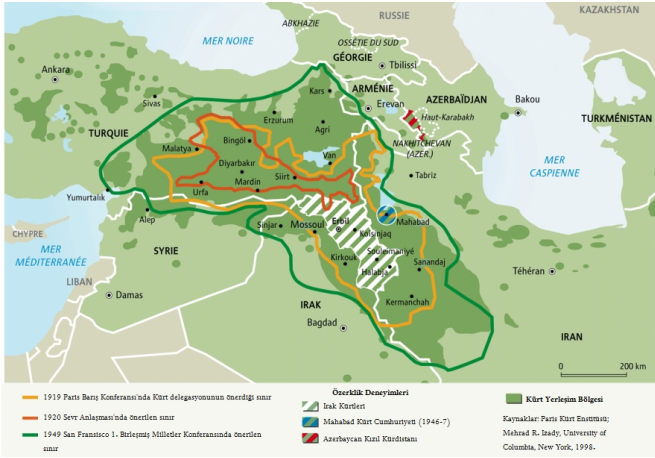 KAZAKHSTAN
RUSSIE
ABKHAZIE
MER NOIRE
OSSÉTIE DU SUD
GÉORGIE
Tbilissi
Ankara
Kars
ARMÉNIE
Sivas
Erevan
AZERBAÏDJAN
Bakou
Erzurum
Haut-Karabakh
TURKMÉNISTAN
TURQUIE
Agri
Bingöl
NAKHITCHEVAN
(AZER.)
Malatya
Van
MER
CASPIENNE
Diyarbakır
Siirt
Tabriz
Mardin
Urfa
Yumurtalık
Alep
Erbil
Mahabad
CHYPRE
Sinjar
Mossoul
Koisinjaq
MER
MÉDITERRANÉE
SYRIE
Souleimaniyé
Sanandaj
Kirkouk
Halabja
Téhéran
LIBAN
Damas
Kermanchah
IRAK
Bagdad
IRAN
0 200 km
1919 Paris Barış Konferansı'nda Kürt delegasyonunun önerdiği sınır
1920 Sevr Anlaşması'nda önerilen sınır
1949 San Fransisco 1. Birleşmiş Milletler Konferansında önerilen
sınır
Özerklik Deneyimleri
Irak Kürtleri
Mahabad Kürt Cumhuriyeti (1946-7)
Azerbaycan Kızıl Kürdistanı
Kürt Yerleşim Bölgesi
Kaynaklar: Paris Kürt Enstitüsü;
Mehrad R. Izady, University of
Columbia, New York, 1998.